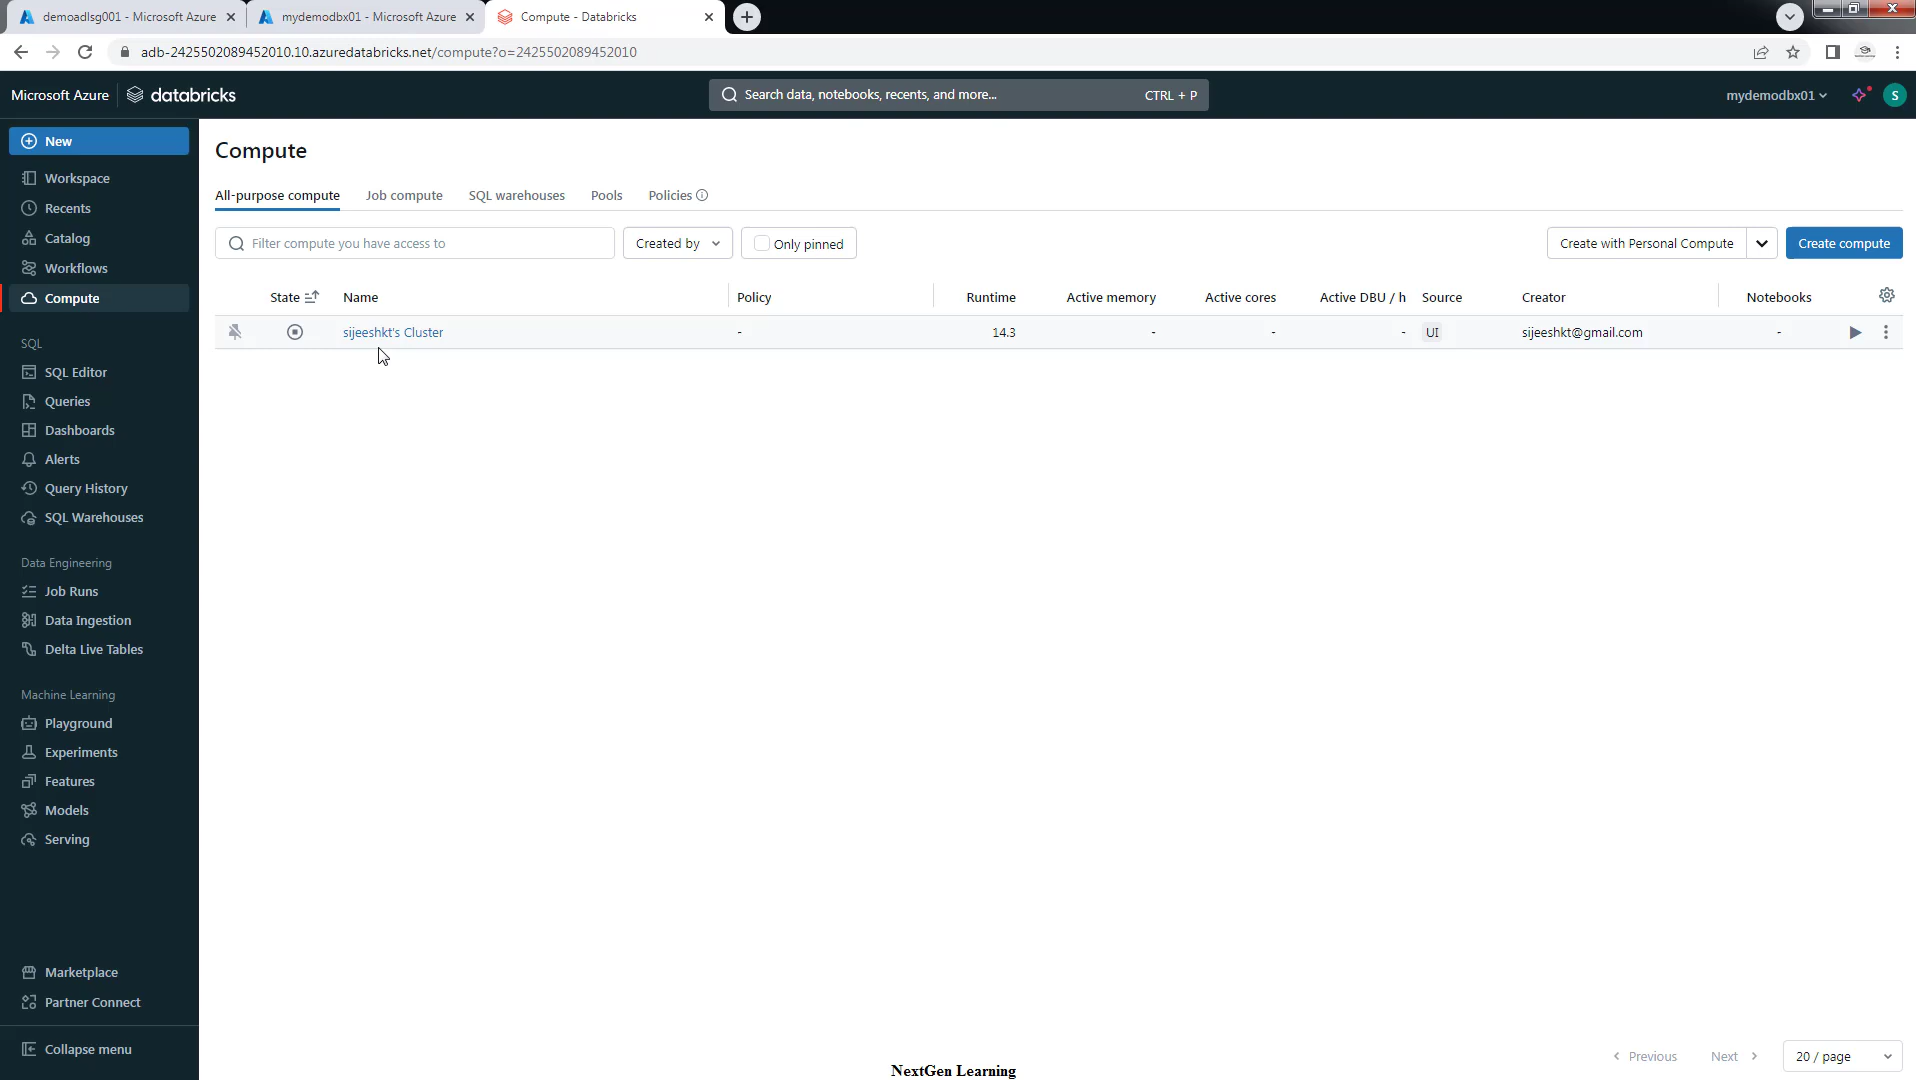 demoadlsg001 - Microsoft Azure
mydemodbx01 - Microsoft Azure
Compute - Databricks
adb-2425502089452010.10.azuredatabricks.net/compute?o=2425502089452010
Microsoft Azure
databricks
Search data, notebooks, recents, and more...
CTRL + P
mydemodbx01
S
New
Workspace
Recents
Catalog
Workflows
Compute
SQL
SQL Editor
Queries
Dashboards
Alerts
Query History
SQL Warehouses
Data Engineering
Job Runs
Data Ingestion
Delta Live Tables
Machine Learning
Playground
Experiments
Features
Models
Serving
Marketplace
Partner Connect
Collapse menu
Compute
All-purpose compute Job compute SQL warehouses Pools Policies
Filter compute you have access to
Created by
Only pinned
Create with Personal Compute
Create compute
State Name Policy Runtime Active memory Active cores Active DBU / h Source Creator Notebooks
sijeeshkt's Cluster - 14.3 - - - UI sijeeshkt@gmail.com -
Previous Next 20 / page
NextGen Learning